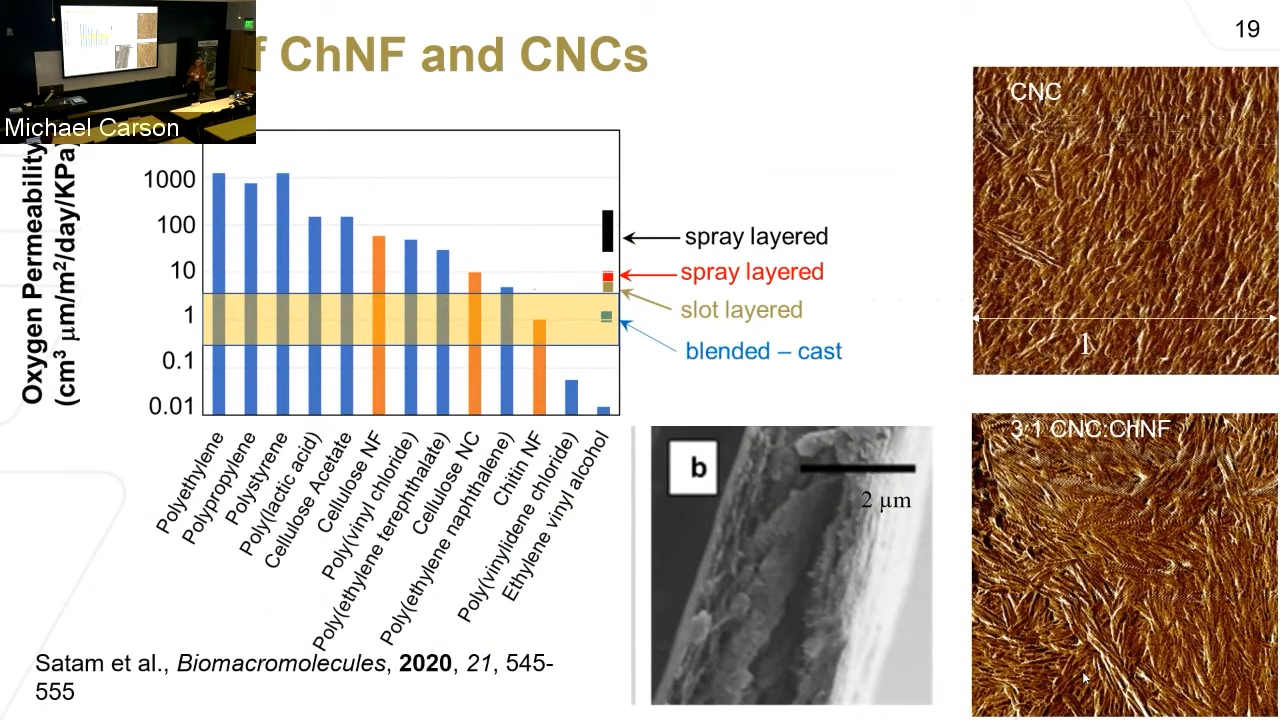 19
f ChNF and CNCs
Michael Carson
Oxygen Permeability
(cm³ μm/m²/day/KPa)
1000
100
10
1
0.1
0.01
spray layered
spray layered
slot layered
blended – cast
Polyethylene
Polypropylene
Polystyrene
Poly(lactic acid)
Cellulose Acetate
Cellulose NF
Poly(vinyl chloride)
Poly(ethylene terephthalate)
Cellulose NC
Poly(ethylene naphthalene)
Chitin NF
Poly(vinylidene chloride)
Ethylene vinyl alcohol
CNC
1
b
2 μm
3:1 CNC:ChNF
Satam et al., Biomacromolecules, 2020, 21, 545-
555